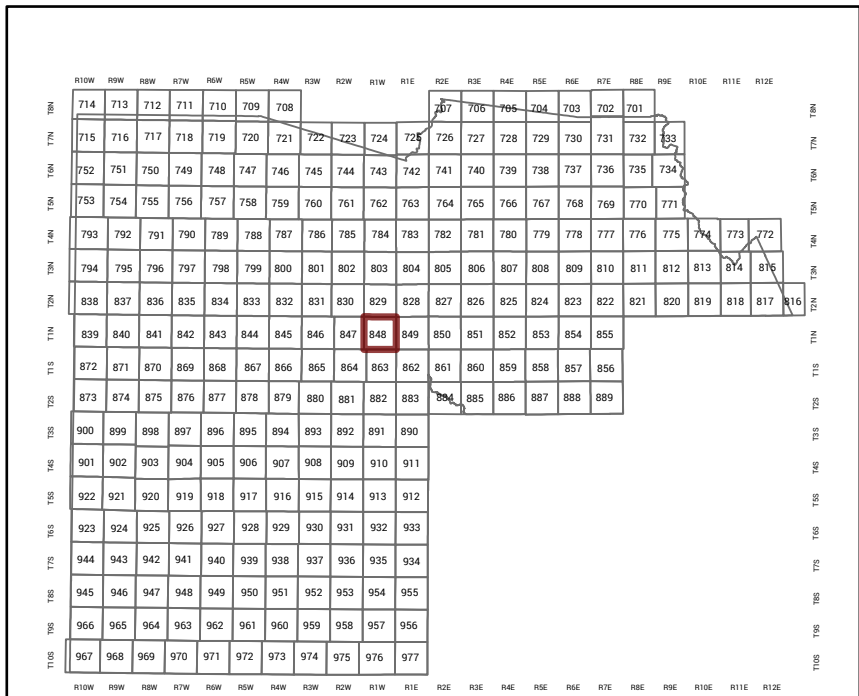 R10W R9W R8W R7W R6W R5W R4W R3W R2W R1W R1E R2E R3E R4E R5E R6E R7E R8E R9E R10E R11E R12E
T8N 714 713 712 711 710 709 708 707 706 705 704 703 702 701 T8N
T7N 715 716 717 718 719 720 721 722 723 724 725 726 727 728 729 730 731 732 733 T7N
T6N 752 751 750 749 748 747 746 745 744 743 742 741 740 739 738 737 736 735 734 T6N
T5N 753 754 755 756 757 758 759 760 761 762 763 764 765 766 767 768 769 770 771 T5N
T4N 793 792 791 790 789 788 787 786 785 784 783 782 781 780 779 778 777 776 775 774 773 772 T4N
T3N 794 795 796 797 798 799 800 801 802 803 804 805 806 807 808 809 810 811 812 813 814 815 T3N
T2N 838 837 836 835 834 833 832 831 830 829 828 827 826 825 824 823 822 821 820 819 818 817 816 T2N
T1N 839 840 841 842 843 844 845 846 847 848 849 850 851 852 853 854 855 T1N
T1S 872 871 870 869 868 867 866 865 864 863 862 861 860 859 858 857 856 T1S
T2S 873 874 875 876 877 878 879 880 881 882 883 884 885 886 887 888 889 T2S
T3S 900 899 898 897 896 895 894 893 892 891 890 T3S
T4S 901 902 903 904 905 906 907 908 909 910 911 T4S
T5S 922 921 920 919 918 917 916 915 914 913 912 T5S
T6S 923 924 925 926 927 928 929 930 931 932 933 T6S
T7S 944 943 942 941 940 939 938 937 936 935 934 T7S
T8S 945 946 947 948 949 950 951 952 953 954 955 T8S
T9S 966 965 964 963 962 961 960 959 958 957 956 T9S
T10S 967 968 969 970 971 972 973 974 975 976 977 T10S
R10W R9W R8W R7W R6W R5W R4W R3W R2W R1W R1E R2E R3E R4E R5E R6E R7E R8E R9E R10E R11E R12E